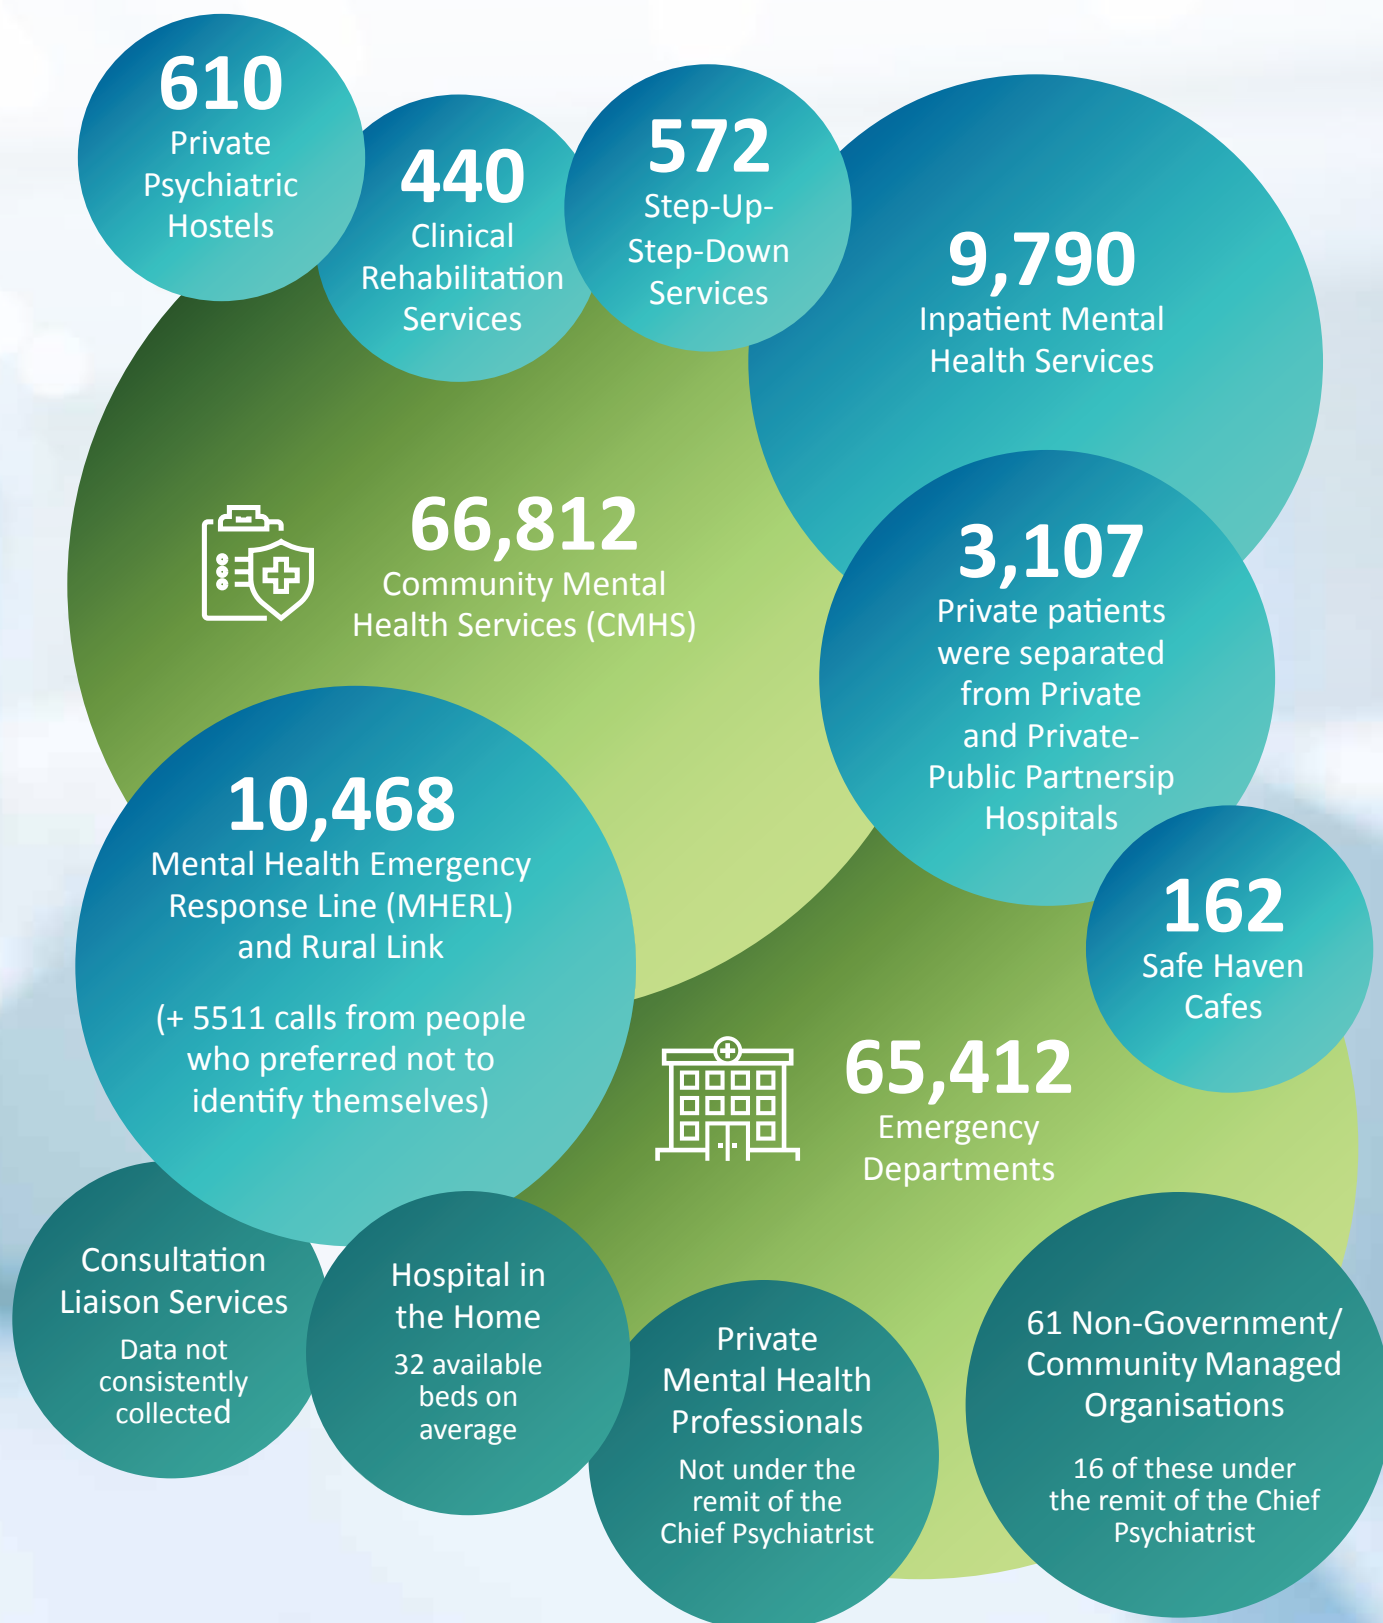 610
Private
Psychiatric
Hostels
440
Clinical
Rehabilitation
Services
572
Step-Up-
Step-Down
Services
9,790
Inpatient Mental
Health Services
66,812
Community Mental
Health Services (CMHS)
3,107
Private patients
were separated
from Private
and Private-
Public Partnersip
Hospitals
10,468
Mental Health Emergency
Response Line (MHERL)
and Rural Link
(+ 5511 calls from people
who preferred not to
identify themselves)
162
Safe Haven
Cafes
65,412
Emergency
Departments
Consultation
Liaison Services
Data not
consistently
collected
Hospital in
the Home
32 available
beds on
average
Private
Mental Health
Professionals
Not under the
remit of the
Chief Psychiatrist
61 Non-Government/
Community Managed
Organisations
16 of these under
the remit of the Chief
Psychiatrist